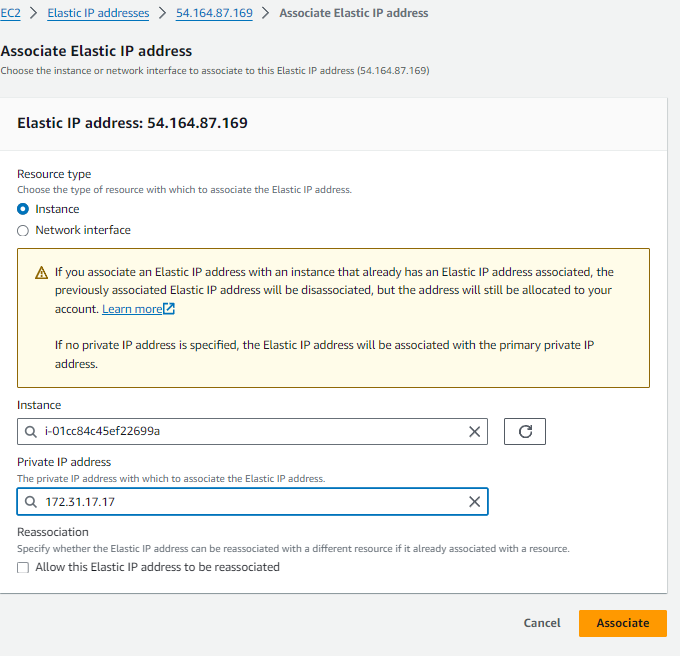 EC2 > Elastic IP addresses > 54.164.87.169 > Associate Elastic IP address
Associate Elastic IP address
Choose the instance or network interface to associate to this Elastic IP address (54.164.87.169)
Elastic IP address: 54.164.87.169
Resource type
Choose the type of resource with which to associate the Elastic IP address.
Instance
Network interface
If you associate an Elastic IP address with an instance that already has an Elastic IP address associated, the
previously associated Elastic IP address will be disassociated, but the address will still be allocated to your
account. Learn more
If no private IP address is specified, the Elastic IP address will be associated with the primary private IP
address.
Instance
i-01cc84c45ef22699a
Private IP address
The private IP address with which to associate the Elastic IP address.
172.31.17.17
Reassociation
Specify whether the Elastic IP address can be reassociated with a different resource if it already associated with a resource.
Allow this Elastic IP address to be reassociated
Cancel Associate